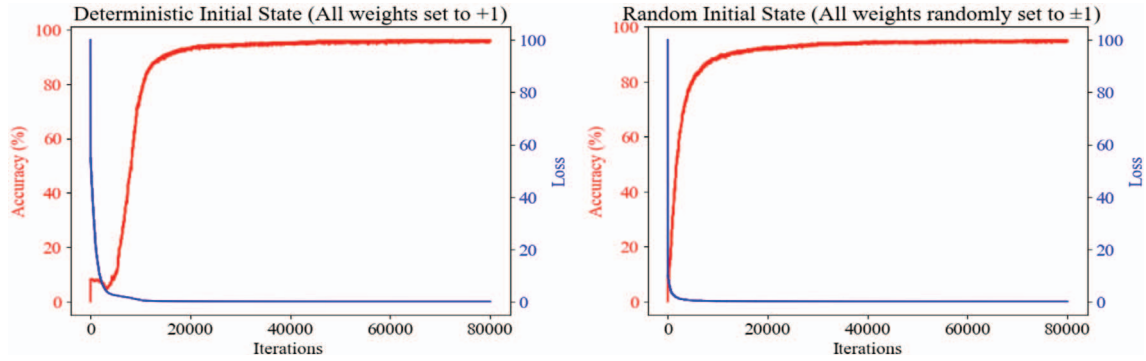 Deterministic Initial State (All weights set to +1)
100
80
60
40
20
0
Accuracy (%)
100
80
60
40
20
0
Loss
0 20000 40000 60000 80000
Iterations
Random Initial State (All weights randomly set to ±1)
100
80
60
40
20
0
Accuracy (%)
100
80
60
40
20
0
Loss
0 20000 40000 60000 80000
Iterations